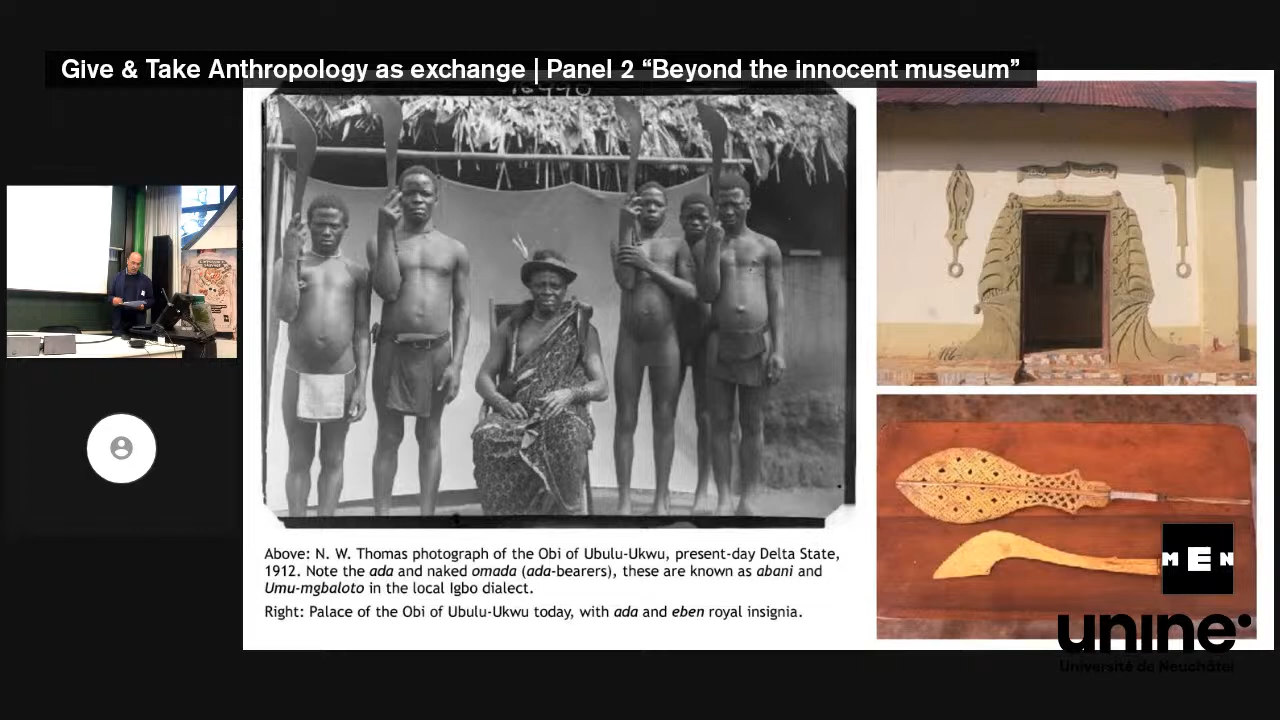 Give & Take Anthropology as exchange | Panel 2 “Beyond the innocent museum”
Above: N. W. Thomas photograph of the Obi of Ubulu-Ukwu, present-day Delta State,
1912. Note the ada and naked omada (ada-bearers), these are known as abani and
Umu-mgbaloto in the local Igbo dialect.
Right: Palace of the Obi of Ubulu-Ukwu today, with ada and eben royal insignia.
MEN
unine
Université de Neuchâtel